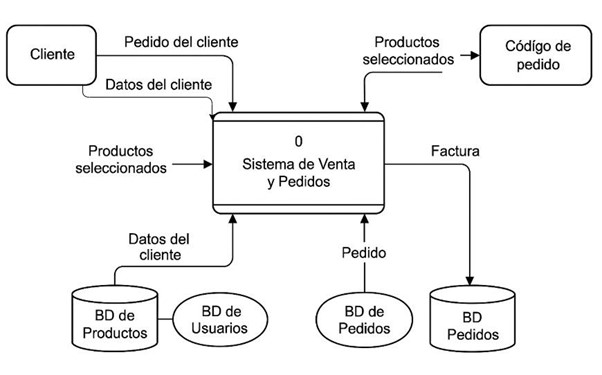 Cliente
Pedido del cliente
Datos del cliente
Productos
seleccionados
Código de
pedido
Productos
seleccionados
0
Sistema de Venta
y Pedidos
Factura
Datos del
cliente
Pedido
BD de
Productos
BD de
Usuarios
BD de
Pedidos
BD
Pedidos